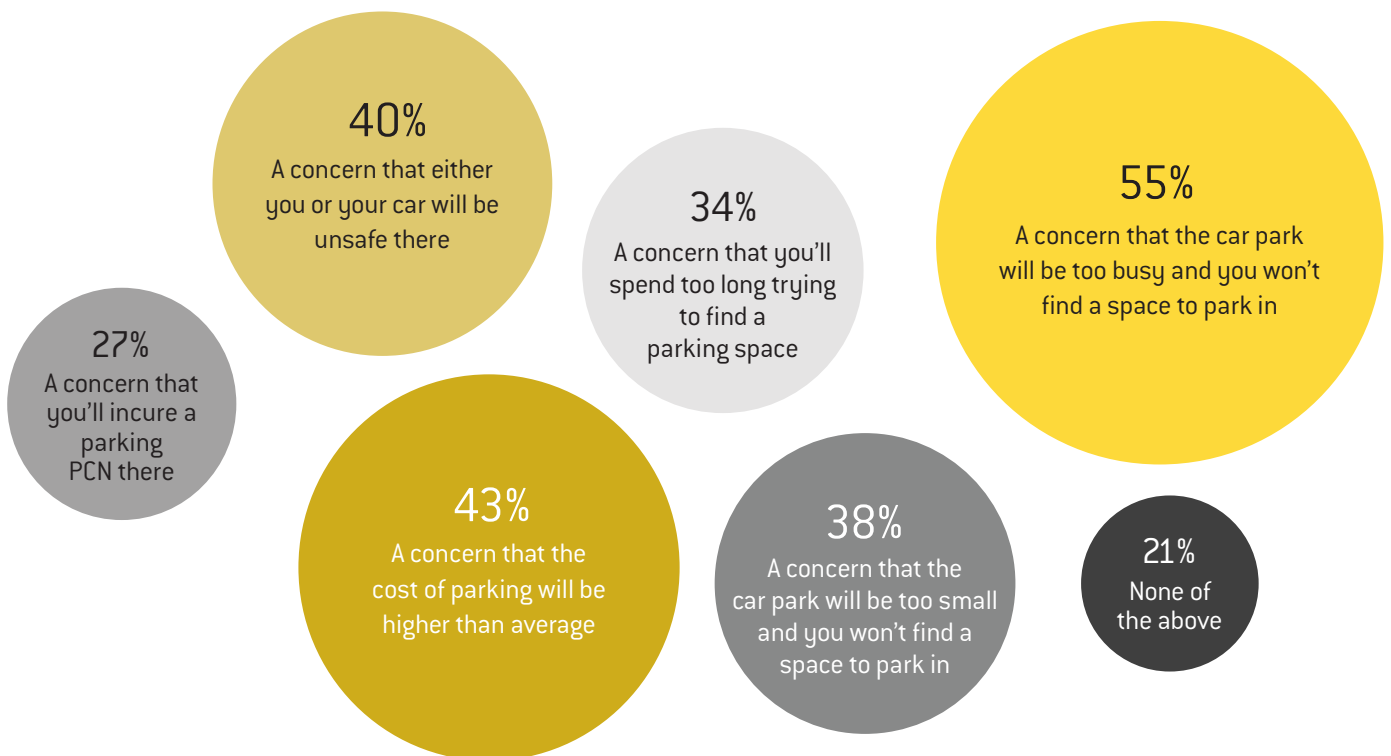 40%
A concern that either
you or your car will be
unsafe there
34%
A concern that you'll
spend too long trying
to find a
parking space
55%
A concern that the car park
will be too busy and you won't
find a space to park in
27%
A concern that
you'll incure a
parking
PCN there
43%
A concern that the
cost of parking will be
higher than average
38%
A concern that the
car park will be too small
and you won't find a
space to park in
21%
None of
the above